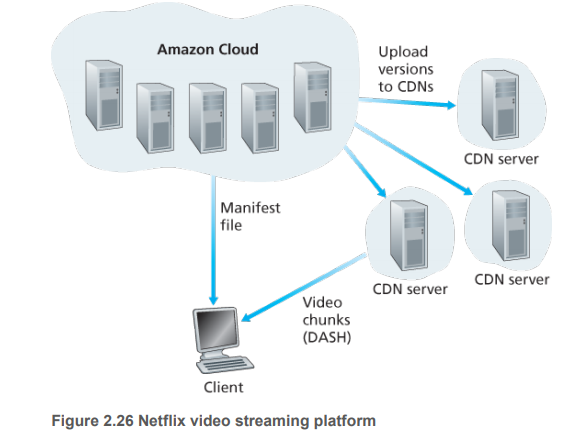 Amazon Cloud
Upload
versions
to CDNs
CDN server
Manifest
file
CDN server
CDN server
Video
chunks
(DASH)
Client
Figure 2.26 Netflix video streaming platform